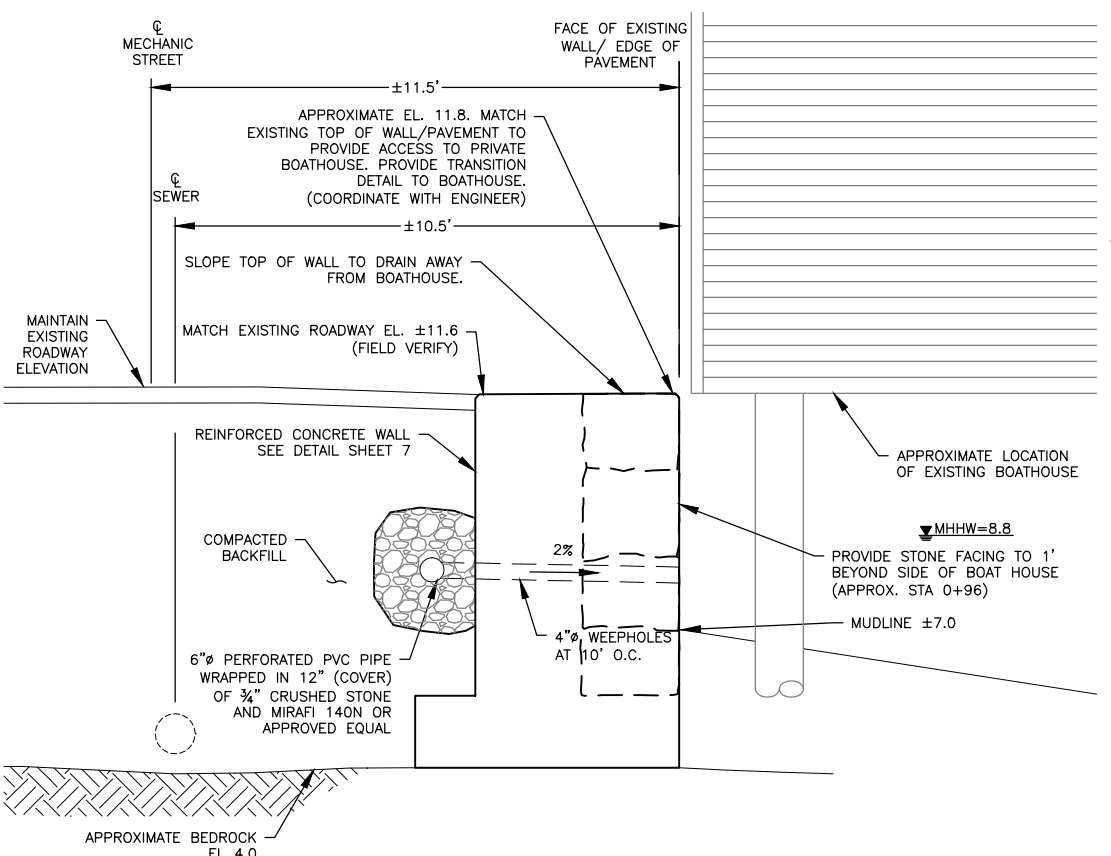 ℄
MECHANIC
STREET
FACE OF EXISTING
WALL/ EDGE OF
PAVEMENT
±11.5'
APPROXIMATE EL. 11.8. MATCH
EXISTING TOP OF WALL/PAVEMENT TO
PROVIDE ACCESS TO PRIVATE
BOATHOUSE. PROVIDE TRANSITION
DETAIL TO BOATHOUSE.
(COORDINATE WITH ENGINEER)
℄
SEWER
±10.5'
SLOPE TOP OF WALL TO DRAIN AWAY
FROM BOATHOUSE.
MAINTAIN
EXISTING
ROADWAY
ELEVATION
MATCH EXISTING ROADWAY EL. ±11.6
(FIELD VERIFY)
REINFORCED CONCRETE WALL
SEE DETAIL SHEET 7
APPROXIMATE LOCATION
OF EXISTING BOATHOUSE
COMPACTED
BACKFILL
2%
MHHW=8.8
PROVIDE STONE FACING TO 1'
BEYOND SIDE OF BOAT HOUSE
(APPROX. STA 0+96)
MUDLINE ±7.0
4"ø WEEPHOLES
AT 10' O.C.
6"ø PERFORATED PVC PIPE
WRAPPED IN 12" (COVER)
OF ¾" CRUSHED STONE
AND MIRAFI 140N OR
APPROVED EQUAL
APPROXIMATE BEDROCK
EL 4.0